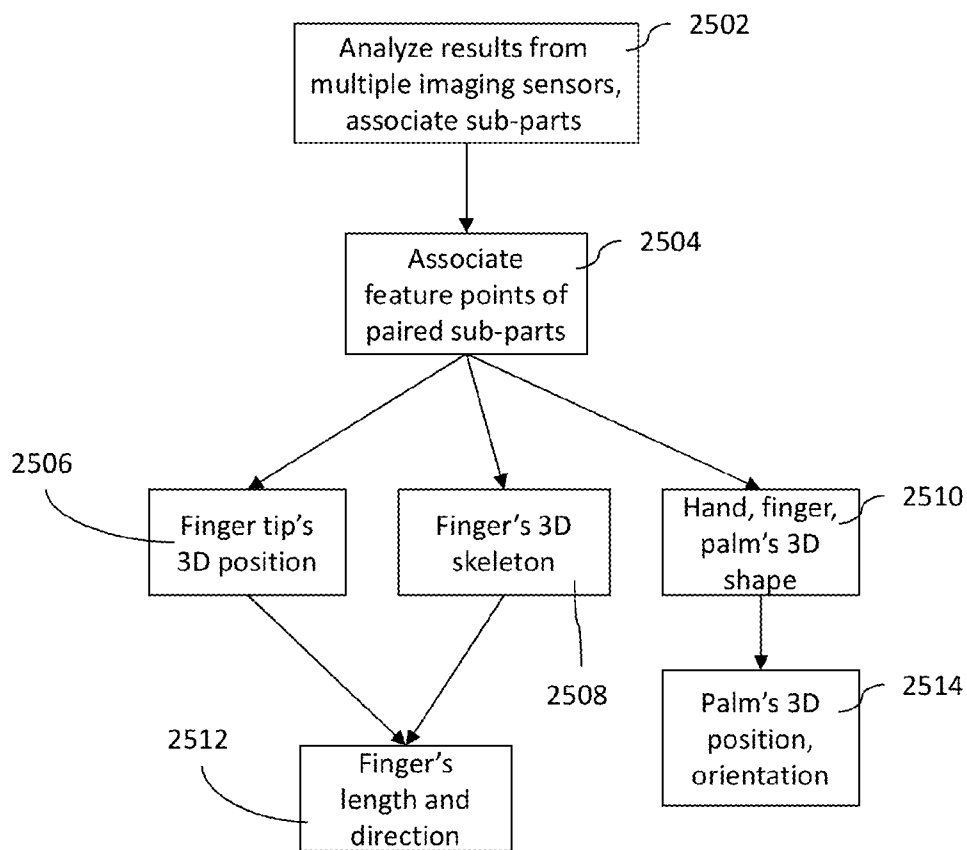 2502
Analyze results from
multiple imaging sensors,
associate sub-parts
2504
Associate
feature points of
paired sub-parts
2506
Finger tip's
3D position
Finger's 3D
skeleton
2508
Hand, finger,
palm's 3D
shape
2510
2512
Finger's
length and
direction
Palm's 3D
position,
orientation
2514